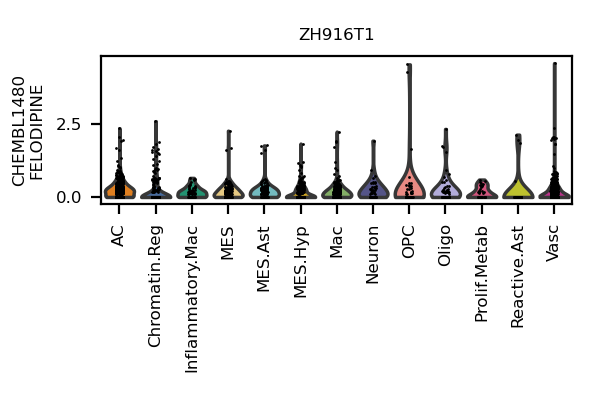 ZH916T1
CHEMBL1480
FELODIPINE
2.5
0.0
AC
Chromatin.Reg
Inflammatory.Mac
MES
MES.Ast
MES.Hyp
Mac
Neuron
OPC
Oligo
Prolif.Metab
Reactive.Ast
Vasc